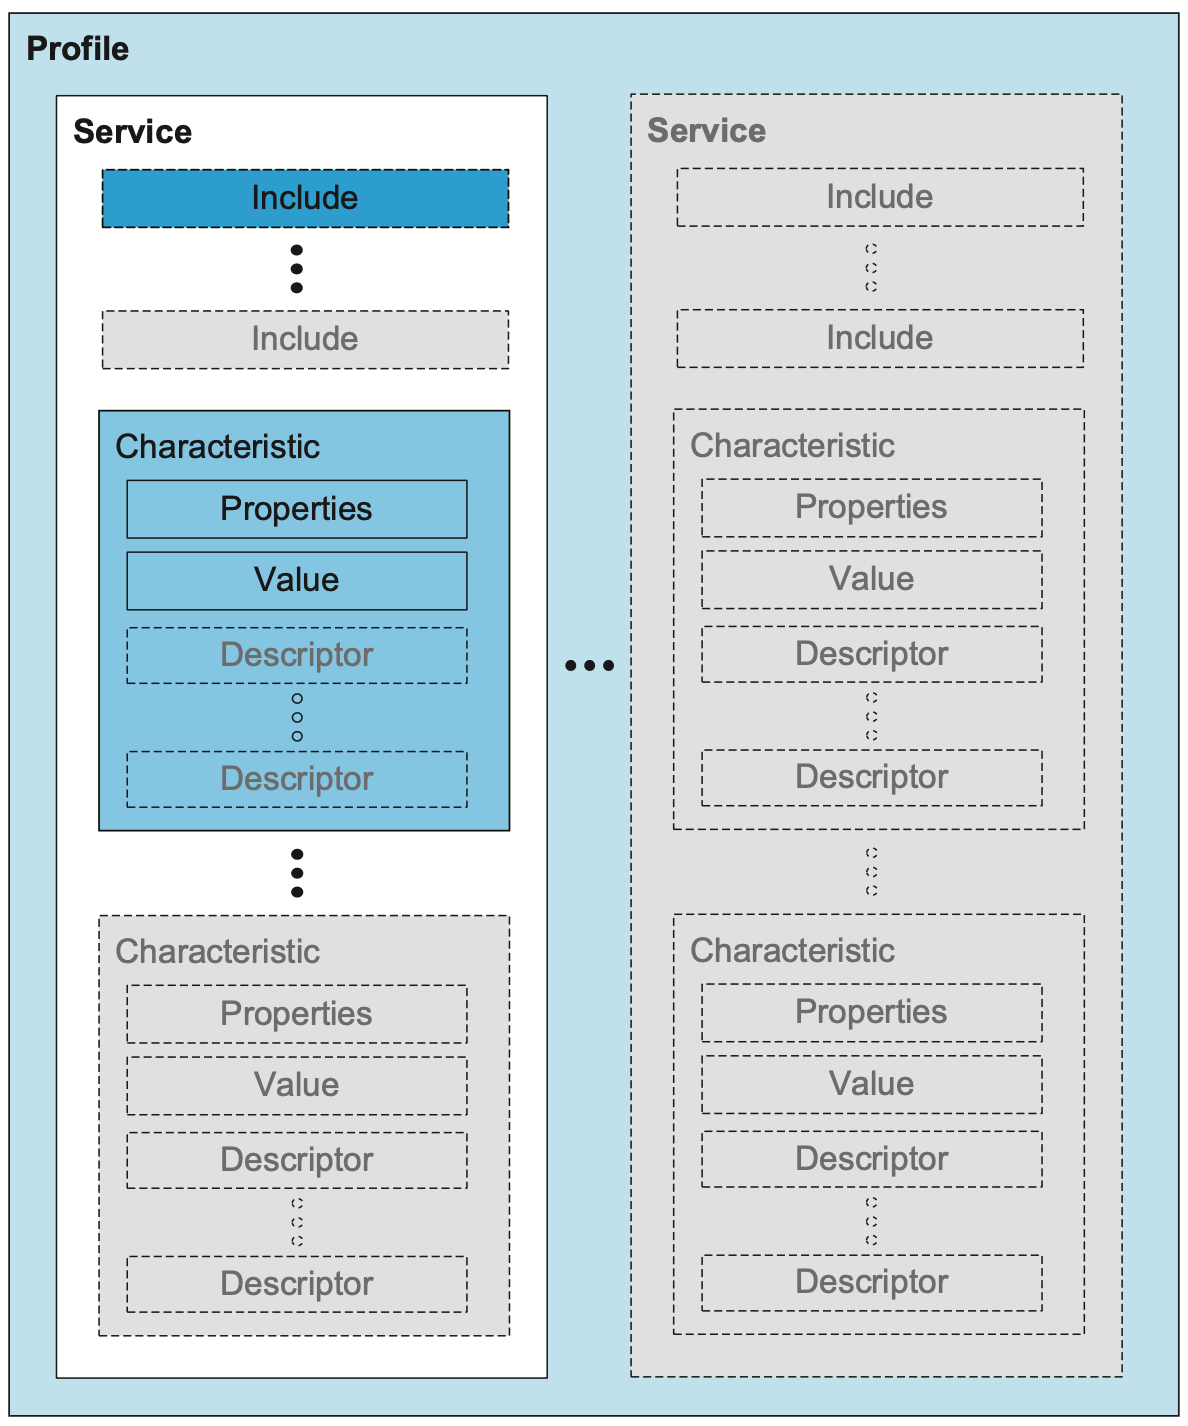 Profile
Service
Include
Include
Characteristic
Properties
Value
Descriptor
Descriptor
Characteristic
Properties
Value
Descriptor
Descriptor
Service
Include
Include
Characteristic
Properties
Value
Descriptor
Descriptor
Characteristic
Properties
Value
Descriptor
Descriptor